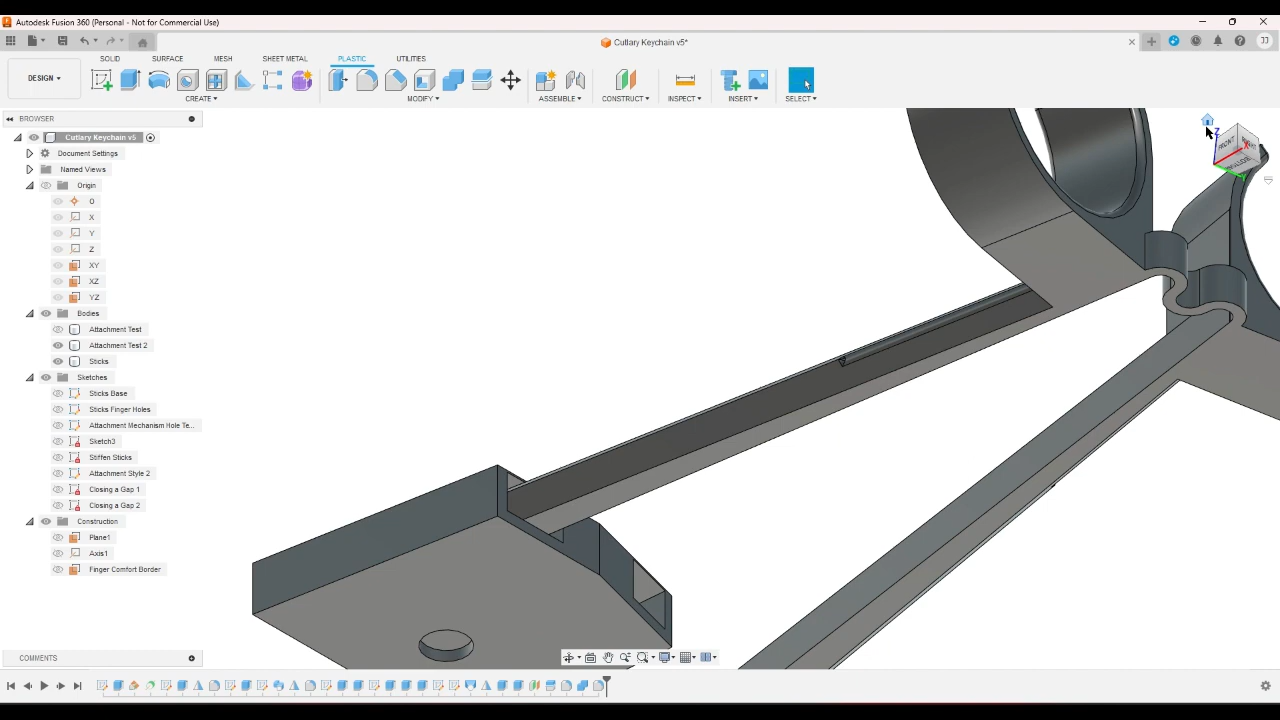 Autodesk Fusion 360 (Personal - Not for Commercial Use)
Cutlary Keychain v5*
JJ
SOLID SURFACE MESH SHEET METAL PLASTIC UTILITIES
DESIGN
CREATE MODIFY ASSEMBLE CONSTRUCT INSPECT INSERT SELECT
BROWSER
Cutlary Keychain v5
Document Settings
Named Views
Origin
O
X
Y
Z
XY
XZ
YZ
Bodies
Attachment Test
Attachment Test 2
Sticks
Sketches
Sticks Base
Sticks Finger Holes
Attachment Mechanism Hole Te...
Sketch3
Stiffen Sticks
Attachment Style 2
Closing a Gap 1
Closing a Gap 2
Construction
Plane1
Axis1
Finger Comfort Border
Z
FRONT
X
COMMENTS